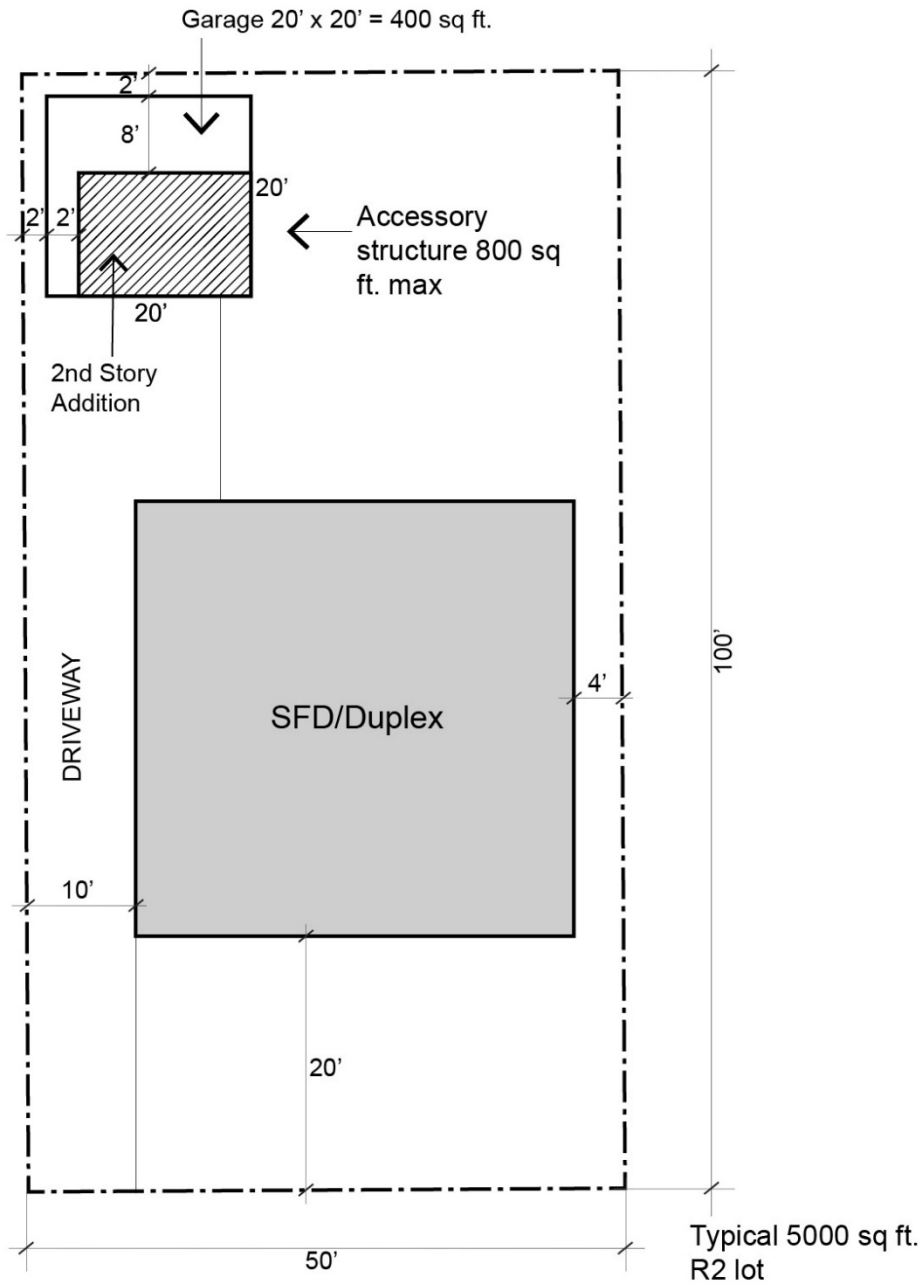 Garage 20’ x 20’ = 400 sq ft.
2’
8’
20’
2’ 2’
Accessory
structure 800 sq
ft. max
20’
2nd Story
Addition
DRIVEWAY
SFD/Duplex
4’
100’
10’
20’
50’
Typical 5000 sq ft.
R2 lot